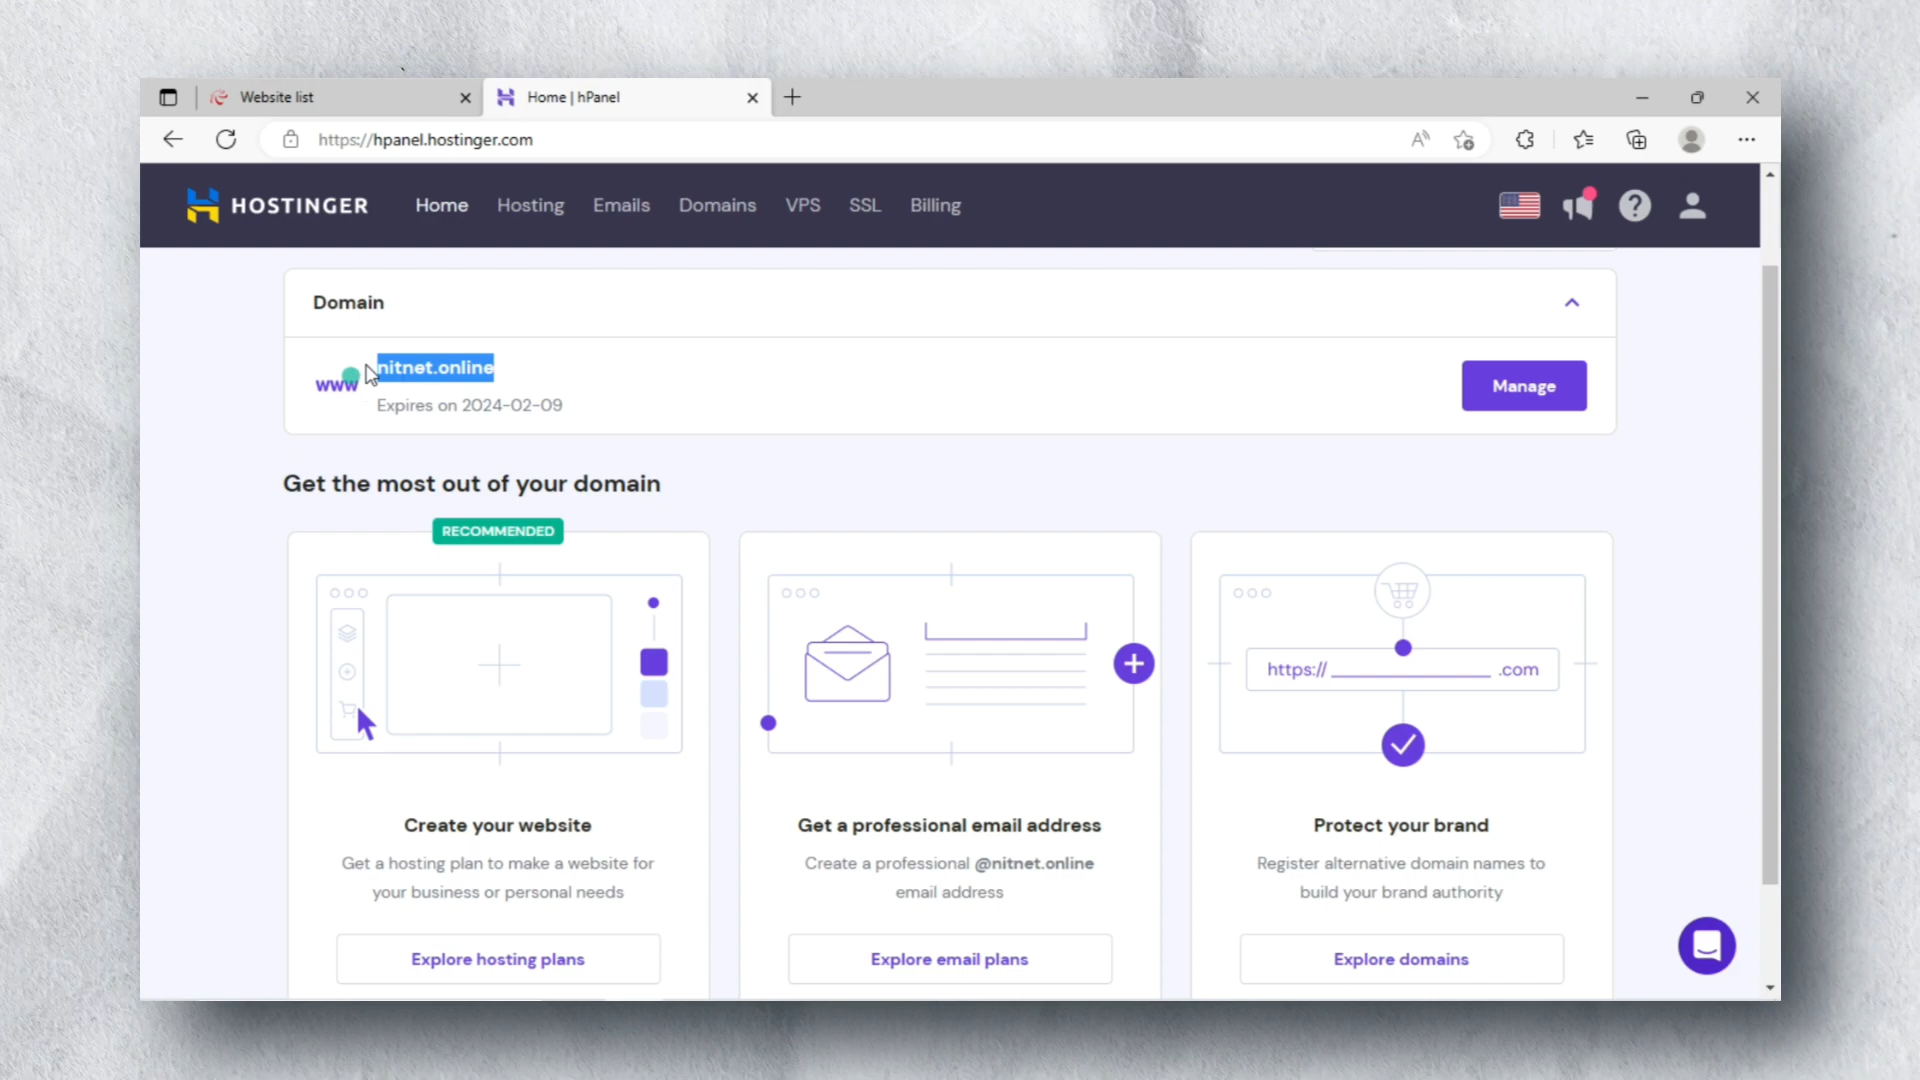 Website list
Home | hPanel
https://hpanel.hostinger.com
HOSTINGER
Home
Hosting
Emails
Domains
VPS
SSL
Billing
Domain
www
nitnet.online
Expires on 2024-02-09
Manage
Get the most out of your domain
RECOMMENDED
https:// .com
Create your website
Get a hosting plan to make a website for
your business or personal needs
Explore hosting plans
Get a professional email address
Create a professional @nitnet.online
email address
Explore email plans
Protect your brand
Register alternative domain names to
build your brand authority
Explore domains